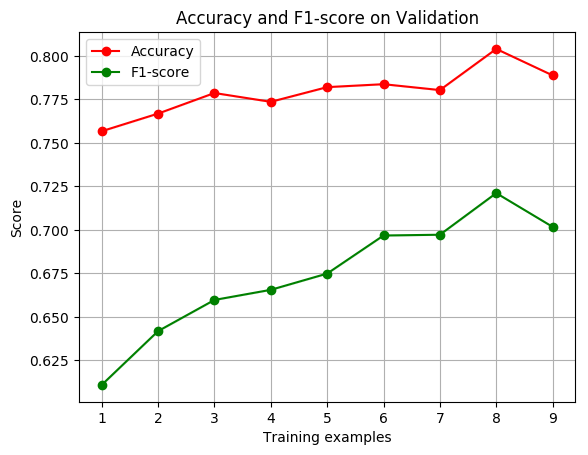 Accuracy and F1-score on Validation
Accuracy
F1-score
0.800
0.775
0.750
0.725
0.700
0.675
0.650
0.625
Score
1 2 3 4 5 6 7 8 9
Training examples